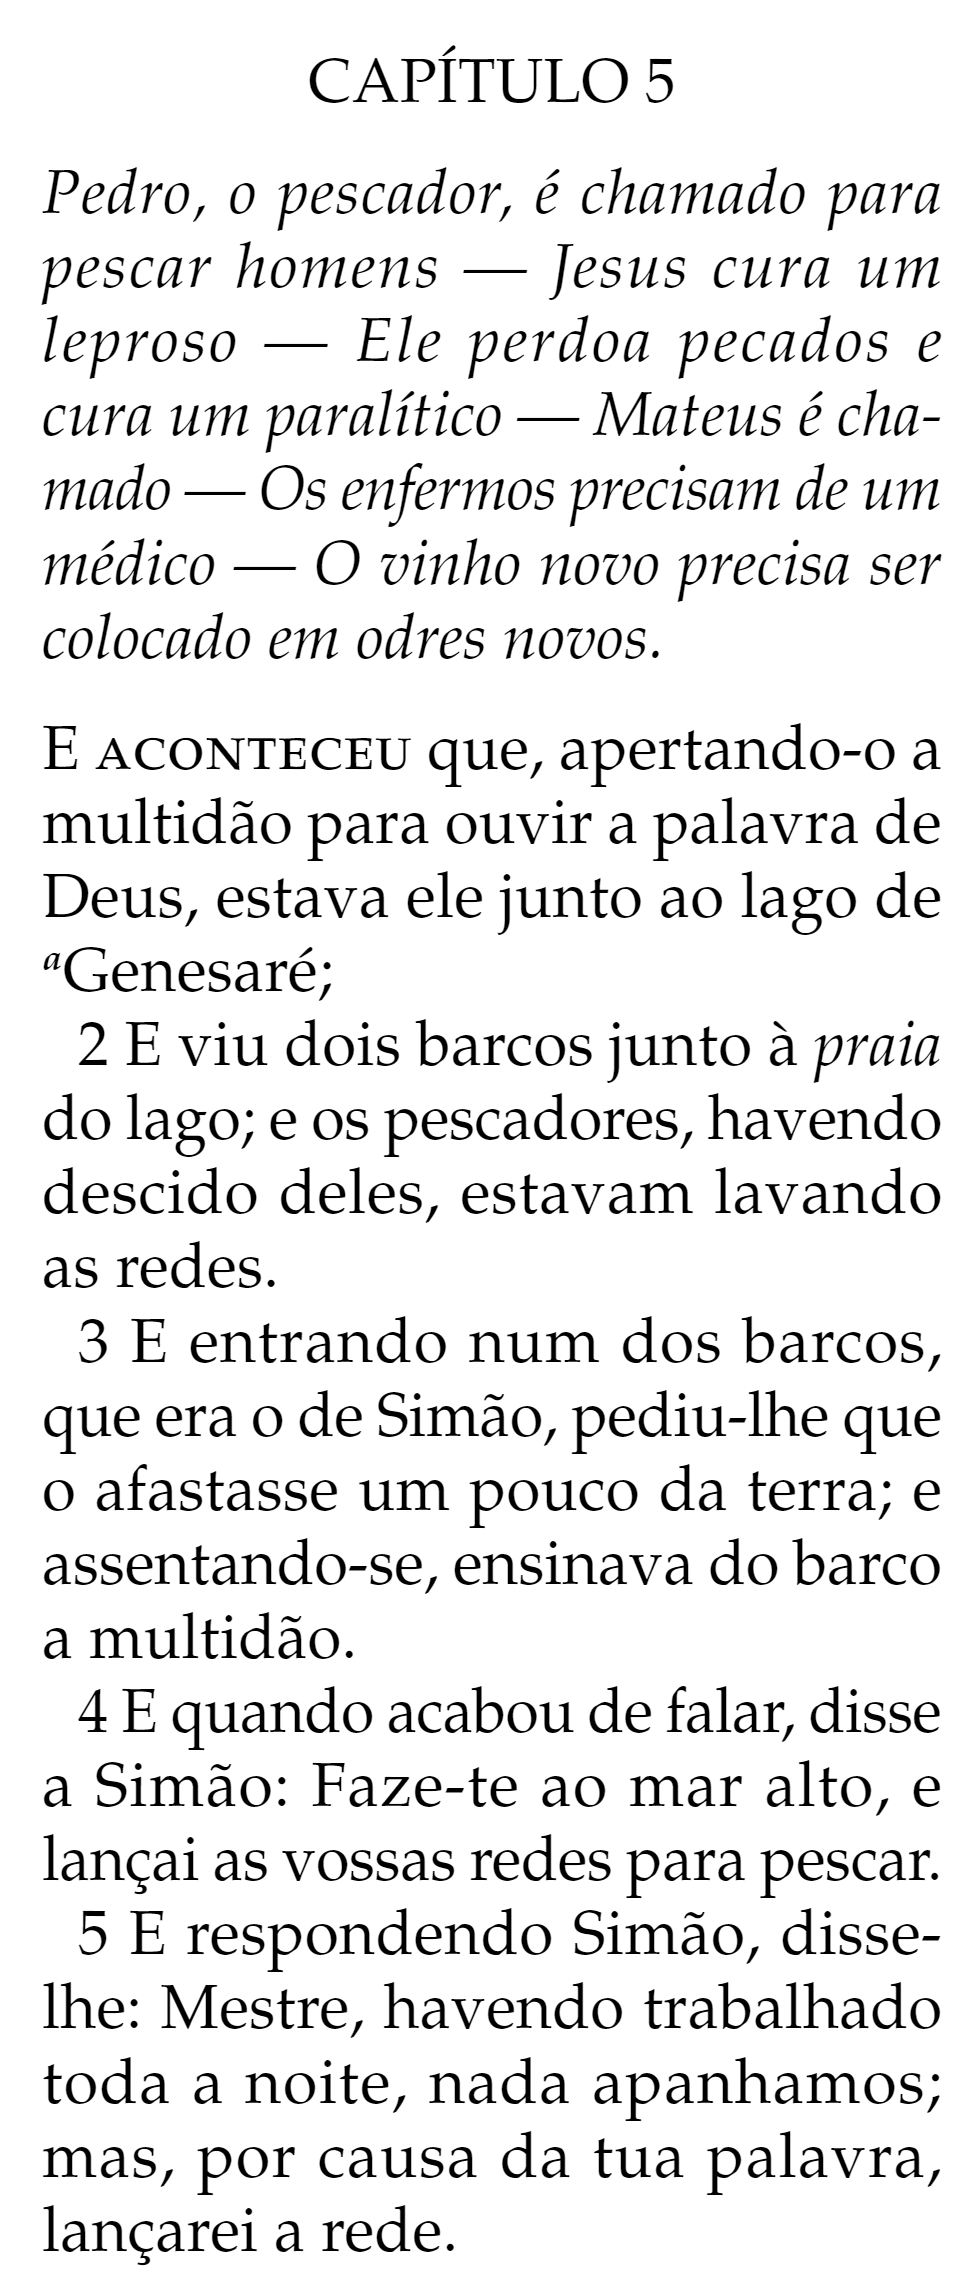 CAPÍTULO 5
Pedro, o pescador, é chamado para
pescar homens — Jesus cura um
leproso — Ele perdoa pecados e
cura um paralítico — Mateus é cha-
mado — Os enfermos precisam de um
médico — O vinho novo precisa ser
colocado em odres novos.
E ACONTECEU que, apertando-o a
multidão para ouvir a palavra de
Deus, estava ele junto ao lago de
aGenesaré;
2 E viu dois barcos junto à praia
do lago; e os pescadores, havendo
descido deles, estavam lavando
as redes.
3 E entrando num dos barcos,
que era o de Simão, pediu-lhe que
o afastasse um pouco da terra; e
assentando-se, ensinava do barco
a multidão.
4 E quando acabou de falar, disse
a Simão: Faze-te ao mar alto, e
lançai as vossas redes para pescar.
5 E respondendo Simão, disse-
lhe: Mestre, havendo trabalhado
toda a noite, nada apanhamos;
mas, por causa da tua palavra,
lançarei a rede.